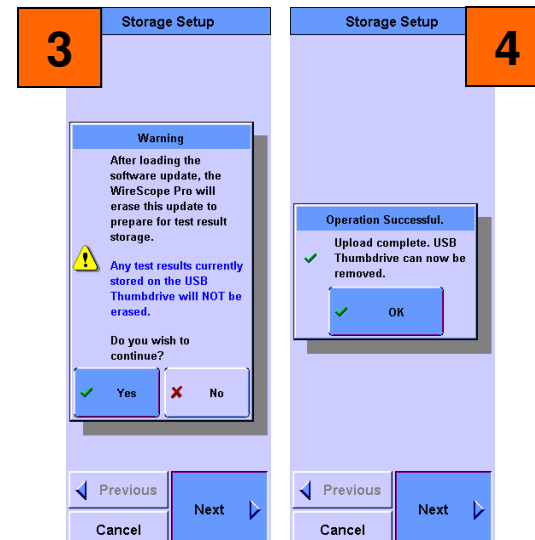 3
Storage Setup
Warning
After loading the
software update, the
WireScope Pro will
erase this update to
prepare for test result
storage.
Any test results currently
stored on the USB
Thumbdrive will NOT be
erased.
Do you wish to
continue?
Yes
No
Previous
Next
Cancel
4
Storage Setup
Operation Successful.
Upload complete. USB
Thumbdrive can now be
removed.
OK
Previous
Next
Cancel